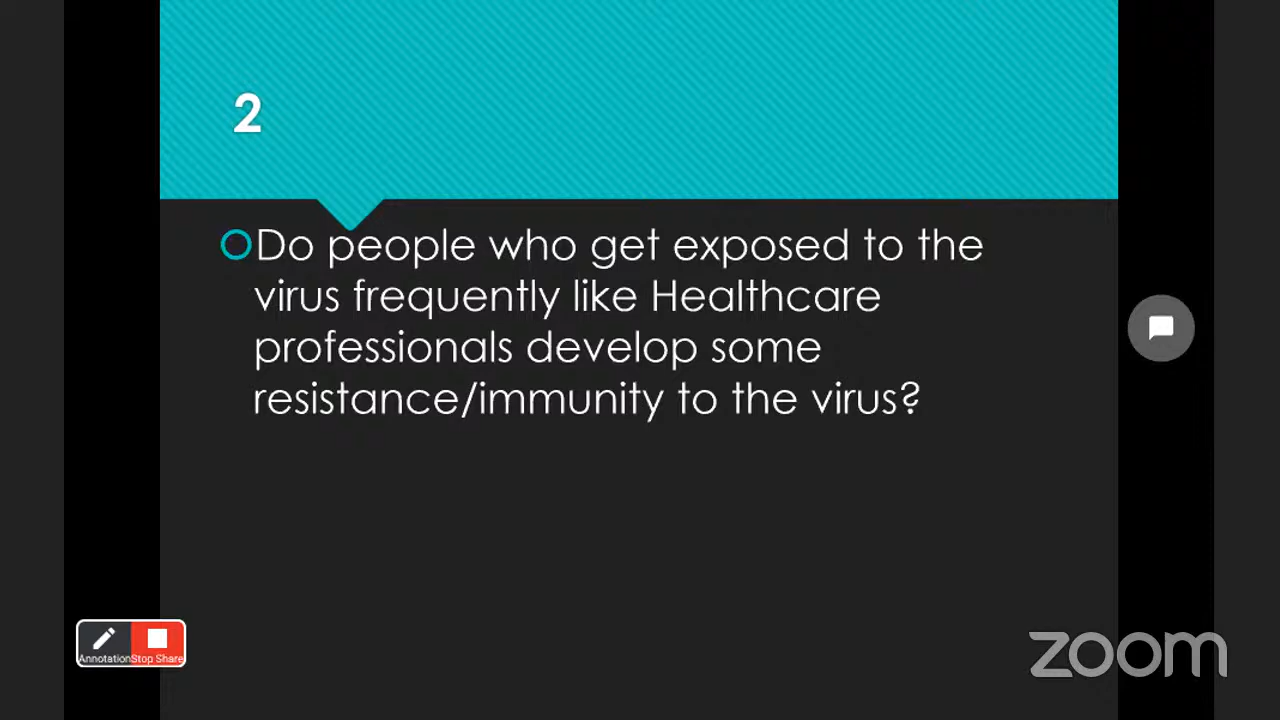 2
Do people who get exposed to the
virus frequently like Healthcare
professionals develop some
resistance/immunity to the virus?
Annotation Stop Share
zoom